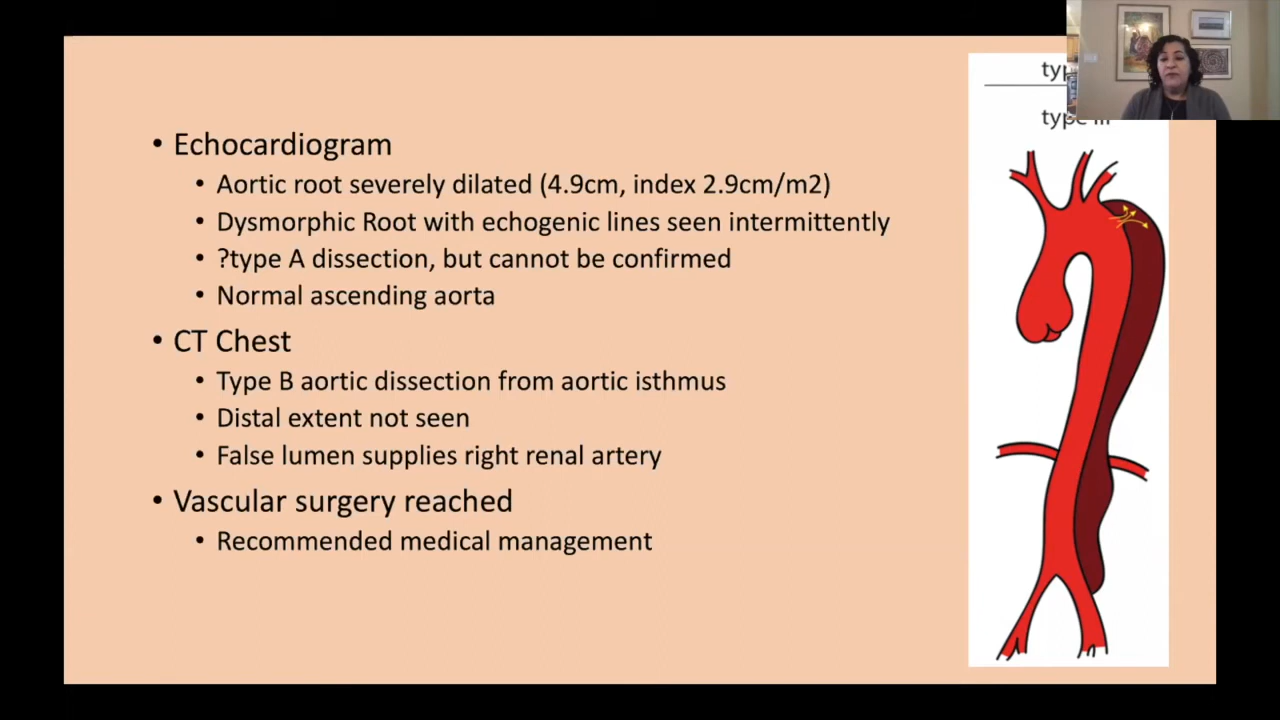 • Echocardiogram
• Aortic root severely dilated (4.9cm, index 2.9cm/m2)
• Dysmorphic Root with echogenic lines seen intermittently
• ?type A dissection, but cannot be confirmed
• Normal ascending aorta
• CT Chest
• Type B aortic dissection from aortic isthmus
• Distal extent not seen
• False lumen supplies right renal artery
• Vascular surgery reached
• Recommended medical management
type III